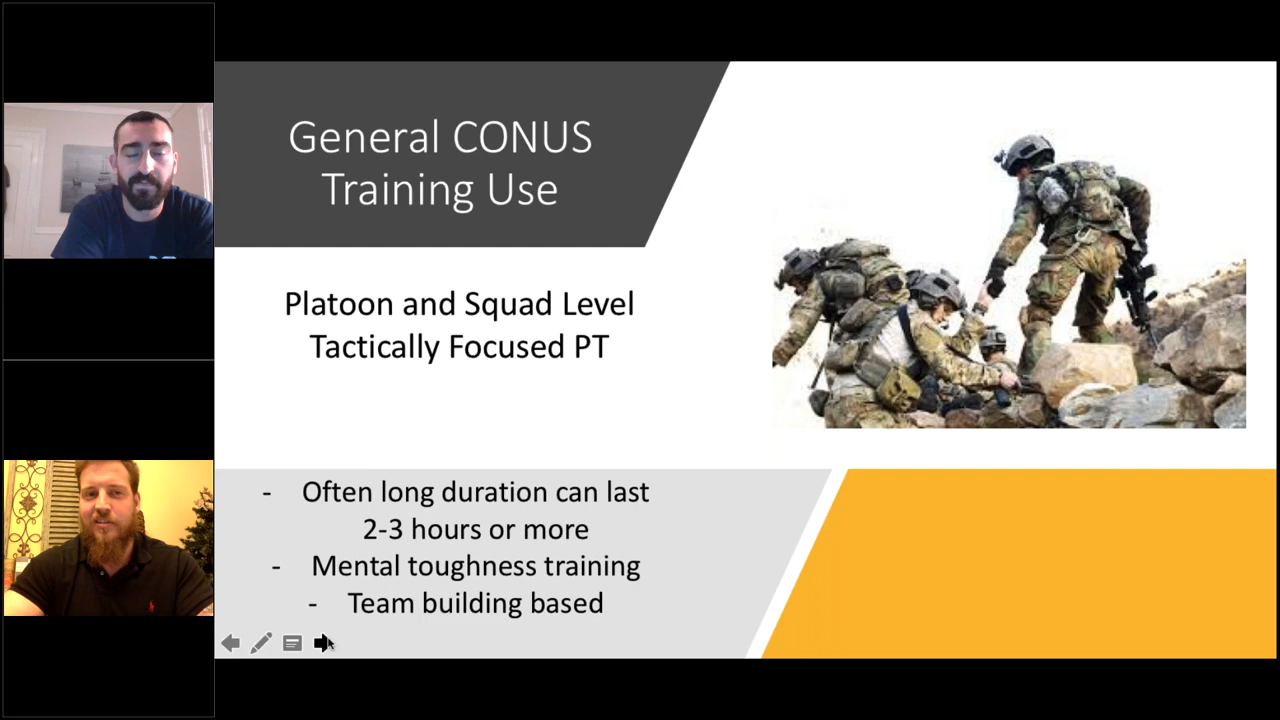 General CONUS
Training Use
Platoon and Squad Level
Tactically Focused PT
- Often long duration can last
2-3 hours or more
- Mental toughness training
- Team building based